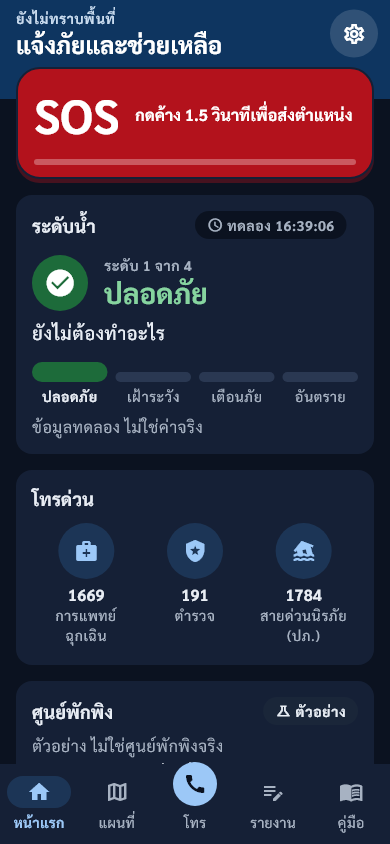 ยังไม่ทราบพื้นที่
แจ้งภัยและช่วยเหลือ
SOS
กดค้าง 1.5 วินาทีเพื่อส่งตำแหน่ง
ระดับน้ำ
ทดลอง 16:39:06
ระดับ 1 จาก 4
ปลอดภัย
ยังไม่ต้องทำอะไร
ปลอดภัย เฝ้าระวัง เตือนภัย อันตราย
ข้อมูลทดลอง ไม่ใช่ค่าจริง
โทรด่วน
1669
การแพทย์
ฉุกเฉิน
191
ตำรวจ
1784
สายด่วนนิรภัย
(ปภ.)
ศูนย์พักพิง
ตัวอย่าง
ตัวอย่าง ไม่ใช่ศูนย์พักพิงจริง
หน้าแรก แผนที่ โทร รายงาน คู่มือ